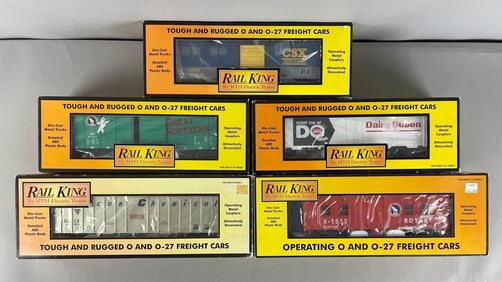 TOUGH AND RUGGED O AND O-27 FREIGHT CARS
Die-Cast
Metal Trucks
Detailed
ABS
Plastic Body
CSX
Operating
Metal
Couplers
Attractively
Decorated
RAIL KING
By MTH Electric Trains
TOUGH AND RUGGED O AND O-27 FREIGHT CARS
Die-Cast
Metal Trucks
Detailed
ABS
Plastic Body
GREAT
NORTHERN
Operating
Metal
Couplers
Attractively
Decorated
RAIL KING
By MTH Electric Trains
TOUGH AND RUGGED O AND O-27 FREIGHT CARS
Die-Cast
Metal Trucks
Detailed
ABS
Plastic Body
meet me at
DQ
Dairy Queen
Operating
Metal
Couplers
Attractively
Decorated
RAIL KING
By MTH Electric Trains
RAIL KING
By MTH Electric Trains
Die-Cast
Metal Trucks
Detailed
ABS
Plastic Body
Chemical
Operating
Metal
Couplers
Attractively
Decorated
TOUGH AND RUGGED O AND O-27 FREIGHT CARS
RAIL KING
By MTH Electric Trains
Die-Cast
Metal Trucks
Detailed
ABS
Plastic Body
X-1512
ROTARY
Operating
Metal
Couplers
Attractively
Decorated
OPERATING O AND O-27 FREIGHT CARS